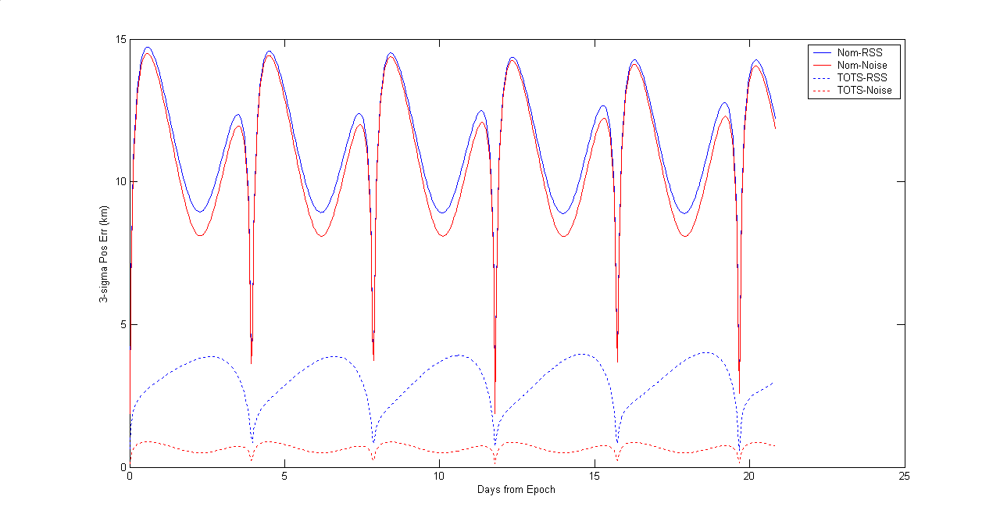 15
10
5
0
3-sigma Pos Err (km)
0 5 10 15 20 25
Days from Epoch
Nom-RSS
Nom-Noise
TOTS-RSS
TOTS-Noise